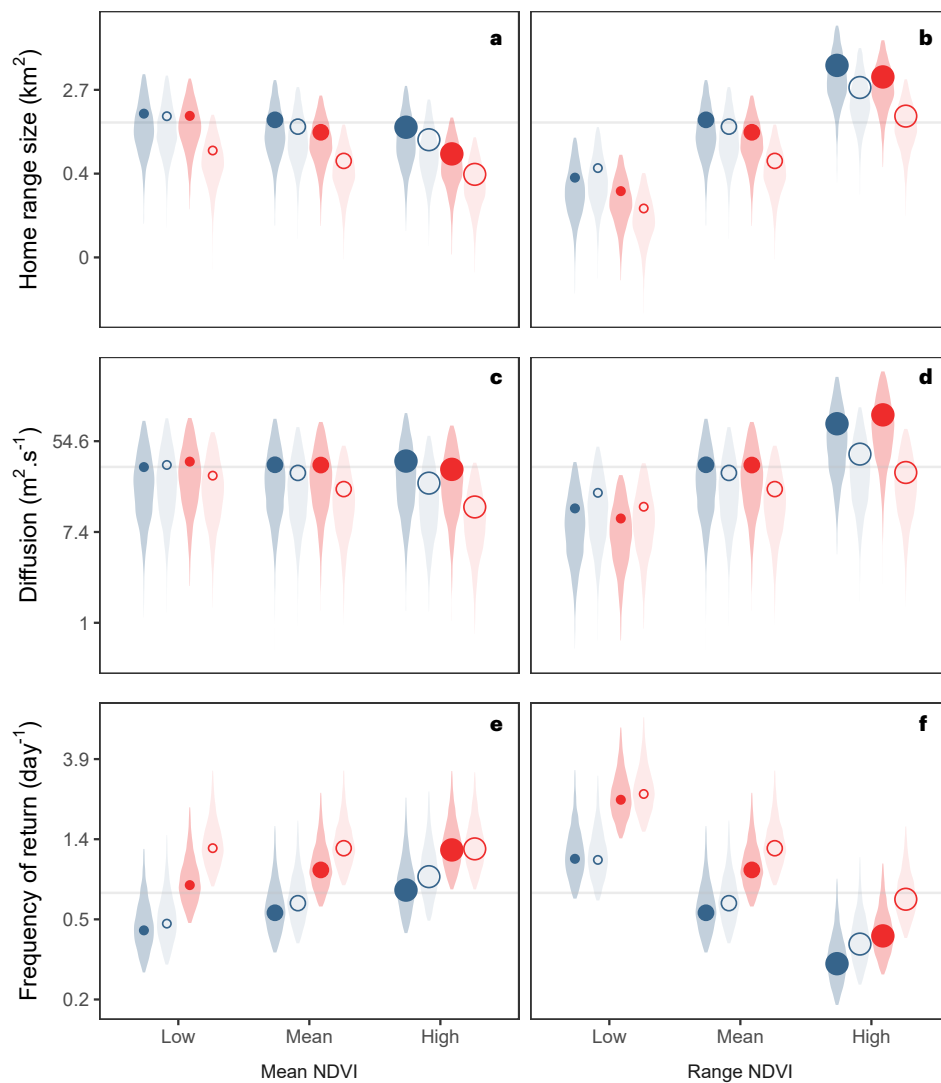 a
b
Home range size (km2)
2.7
0.4
0
c
d
Diffusion (m2.s-1)
54.6
7.4
1
e
f
Frequency of return (day-1)
3.9
1.4
0.5
0.2
Low Mean High
Low Mean High
Mean NDVI
Range NDVI